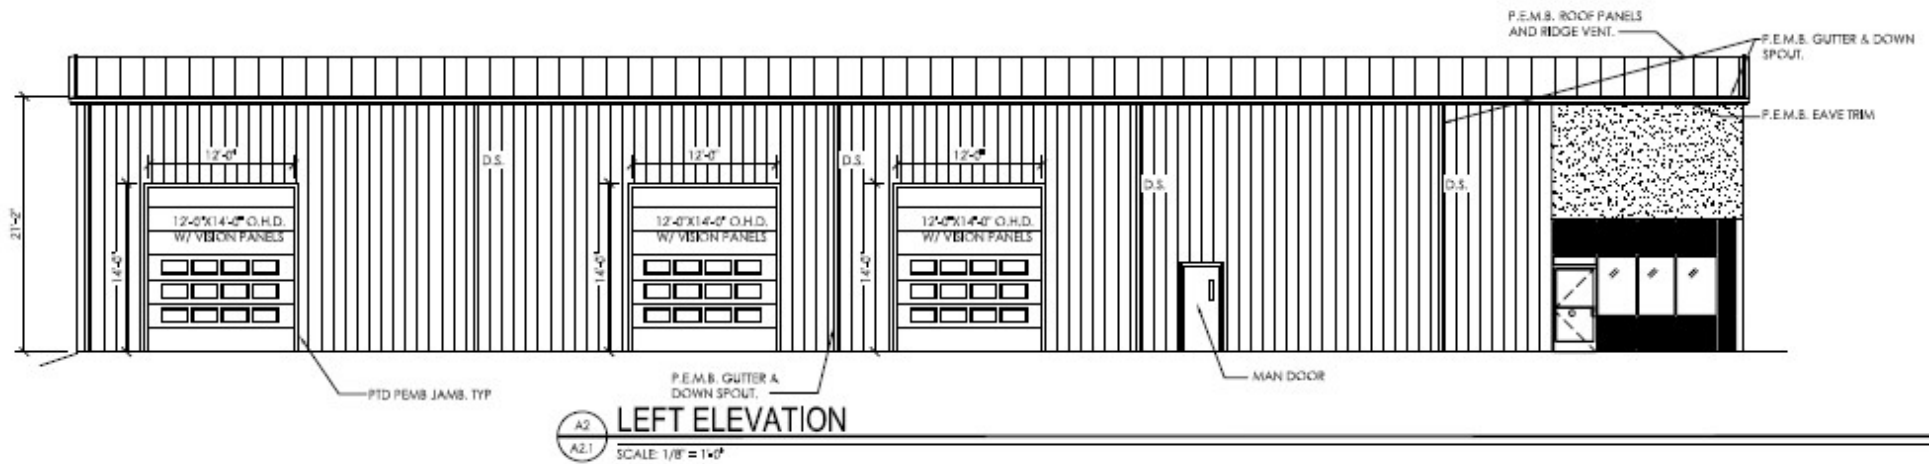 P.E.M.B. ROOF PANELS
AND RIDGE VENT.
P.E.M.B. GUTTER & DOWN
SPOUT.
P.E.M.B. EAVE TRIM
12'-0"
12'-0"
12'-0"
D.S.
D.S.
D.S.
D.S.
21'-2"
14'-0"
12'-0"X14'-0" O.H.D.
W/ VISION PANELS
14'-0"
12'-0"X14'-0" O.H.D.
W/ VISION PANELS
14'-0"
12'-0"X14'-0" O.H.D.
W/ VISION PANELS
PTD PEMB JAMB. TYP
P.E.M.B. GUTTER &
DOWN SPOUT.
MAN DOOR
A2
A2.1
LEFT ELEVATION
SCALE: 1/8" = 1'-0"